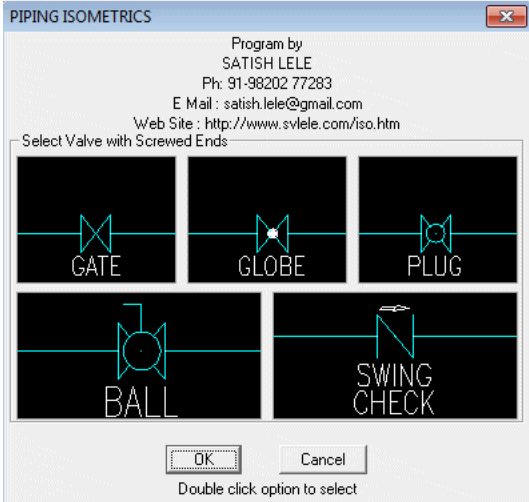 PIPING ISOMETRICS
Program by
SATISH LELE
Ph: 91-98202 77283
E Mail : satish.lele@gmail.com
Web Site : http://www.svlele.com/iso.htm
Select Valve with Screwed Ends
GATE
GLOBE
PLUG
BALL
SWING
CHECK
OK
Cancel
Double click option to select